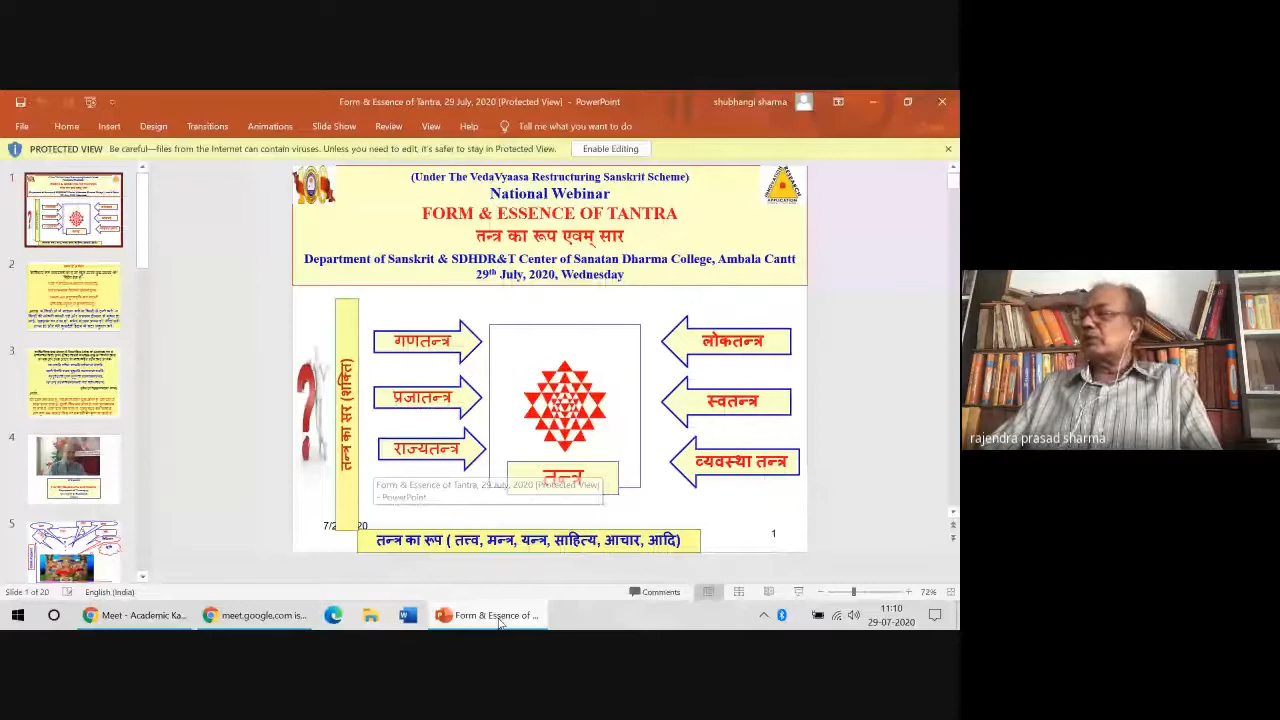 Form & Essence of Tantra, 29 July, 2020 [Protected View] - PowerPoint
shubhangi sharma
File Home Insert Design Transitions Animations Slide Show Review View Help Tell me what you want to do
PROTECTED VIEW Be careful—files from the Internet can contain viruses. Unless you need to edit, it's safer to stay in Protected View. Enable Editing
1
2
3
4
5
(Under The VedaVyaasa Restructuring Sanskrit Scheme)
National Webinar
FORM & ESSENCE OF TANTRA
तन्त्र का रूप एवम् सार
Department of Sanskrit & SDHDR&T Center of Sanatan Dharma College, Ambala Cantt
29th July, 2020, Wednesday
APPLICATION
तन्त्र का सर (शक्ति)
गणतन्त्र
लोकतन्त्र
प्रजातन्त्र
स्वतन्त्र
राज्यतन्त्र
व्यवस्था तन्त्र
तन्त्र
Form & Essence of Tantra, 29 July, 2020 [Protected View]
- PowerPoint
1
तन्त्र का रूप ( तत्त्व, मन्त्र, यन्त्र, साहित्य, आचार, आदि)
rajendra prasad sharma
Slide 1 of 20 English (India) Comments 72%
Meet - Academic Ka... meet.google.com is... Form & Essence of ...
11:10
29-07-2020